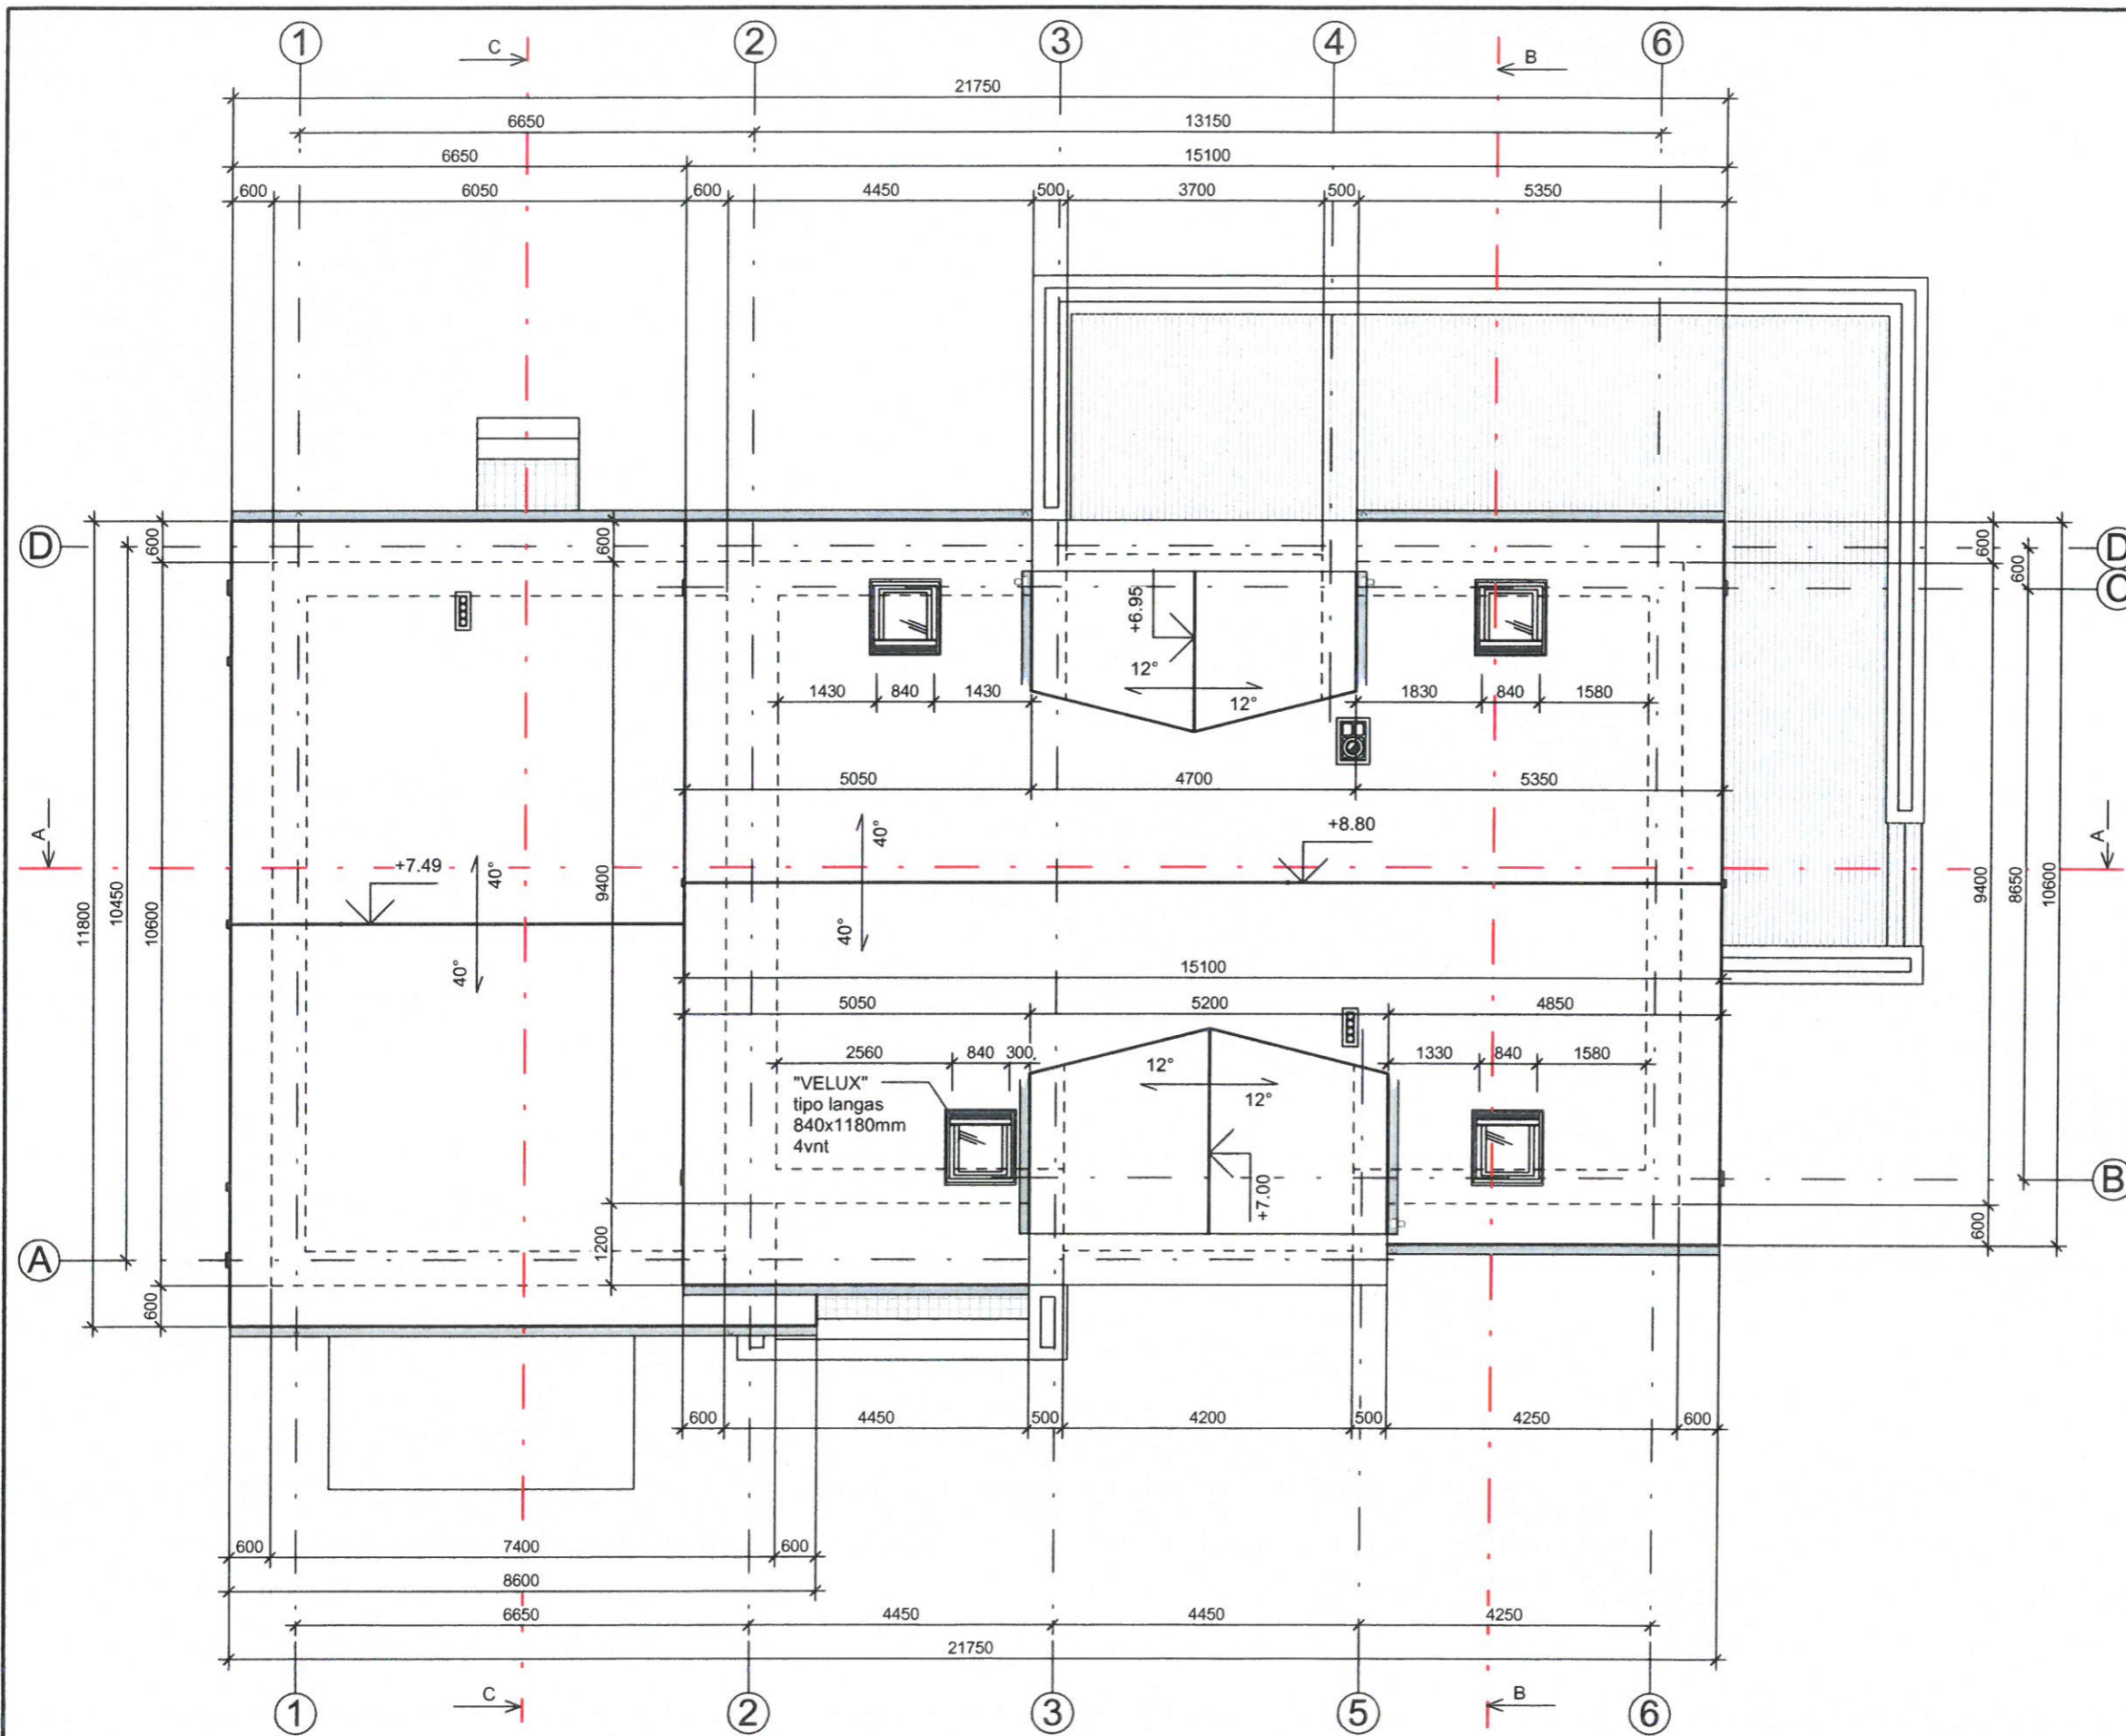 1 2 3 4 6
C B
21750
6650 13150
6650 15100
600 6050 600 4450 500 3700 500 5350
D 600 600 600 600 D
C
+6.95
12° 12°
1430 840 1430 1830 840 1580
5050 4700 5350
A 40° +8.80 A
+7.49 40° 40°
40°
11800 10450 10600 9400 9400 8650 10600
15100
5050 5200 4850
2560 840 300 1330 840 1580
12° 12°
"VELUX"
tipo langas
840x1180mm
4vnt
+7.00
B
A 1200 600
600
600 4450 500 4200 500 4250 600
600 7400 600
8600
6650 4450 4450 4250
21750
C B
1 2 3 5 6